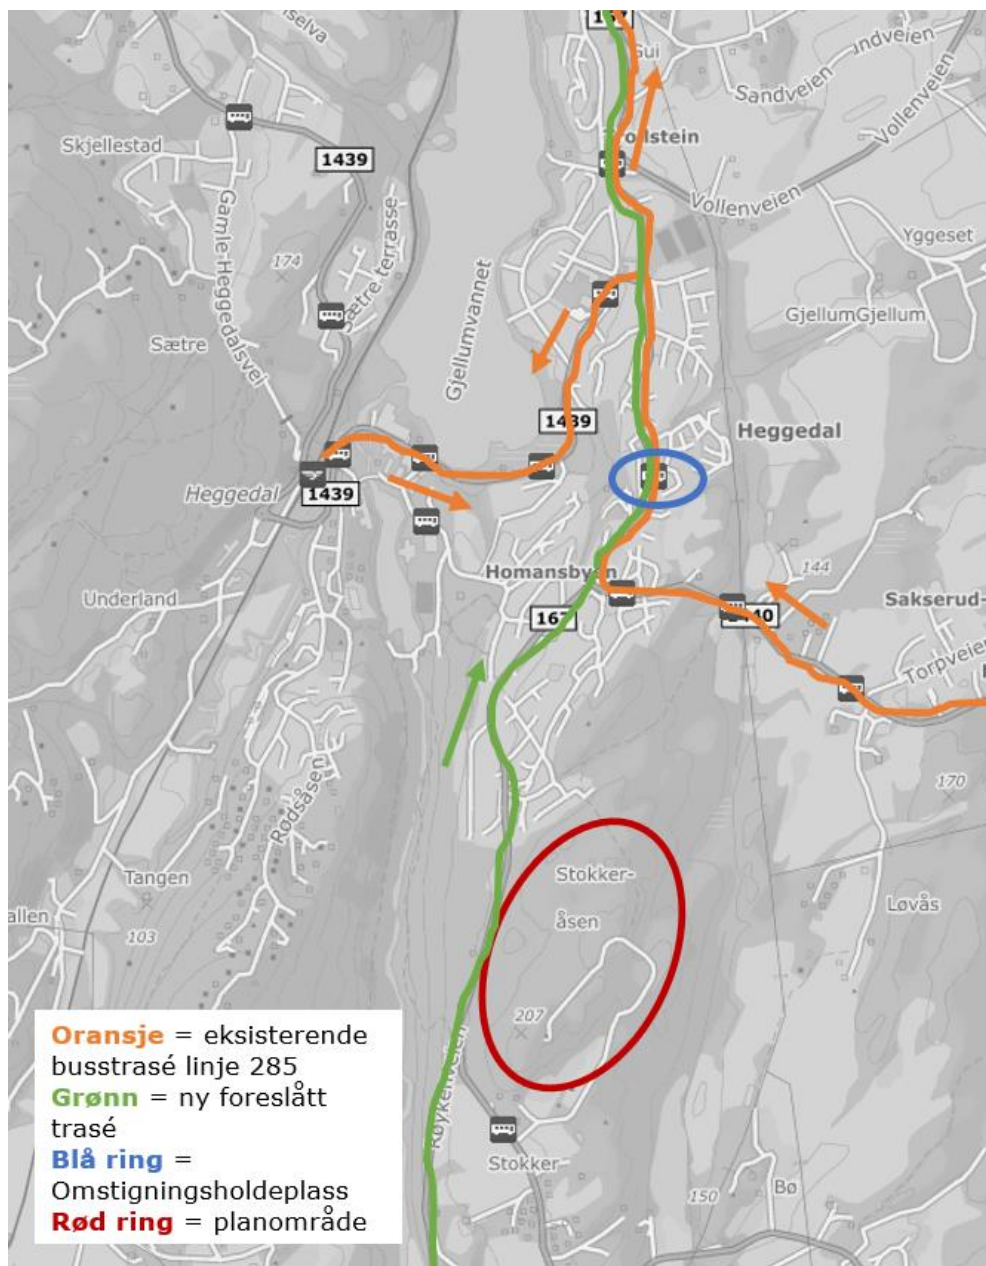 Gui
Sandveien
Vollenveien
Skjellestad
1439
Vollenveien
Gamle Heggedalsvei
Sætre terrasse
174
Yggeset
Gjellumvannet
GjellumGjellum
Sætre
1439
Heggedal
Heggedal
1439
Homansbyen
144
Underland
167
Sakserud-
Torpveien
170
Rødsåsen
Stokker-
åsen
Tangen
Løvås
103
207
Røykenveien
Stokker
150
Bø
Oransje = eksisterende
busstrasé linje 285
Grønn = ny foreslått
trasé
Blå ring =
Omstigningsholdeplass
Rød ring = planområde